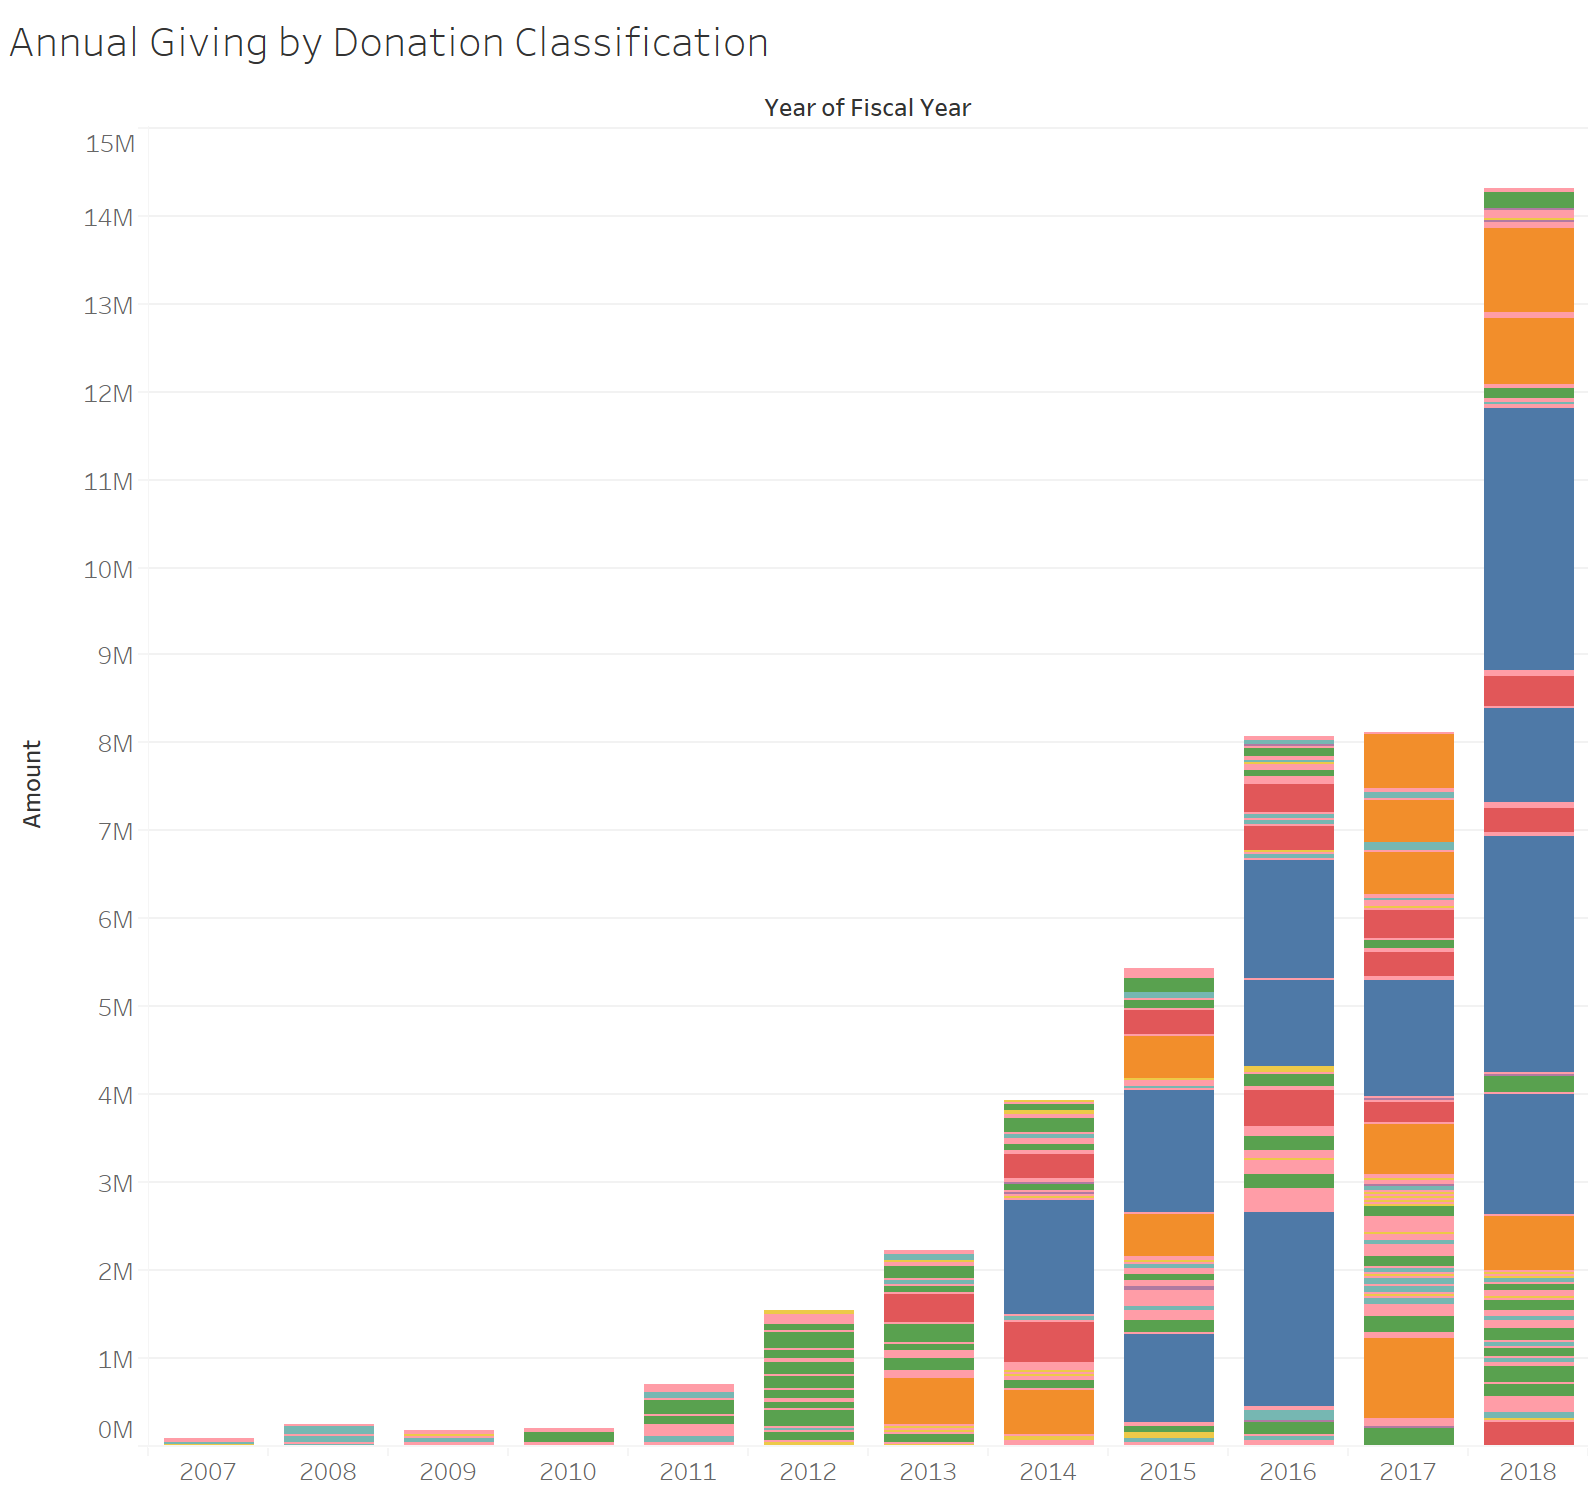 Annual Giving by Donation Classification
Year of Fiscal Year
15M
14M
13M
12M
11M
10M
9M
8M
7M
6M
5M
4M
3M
2M
1M
0M
Amount
2007 2008 2009 2010 2011 2012 2013 2014 2015 2016 2017 2018